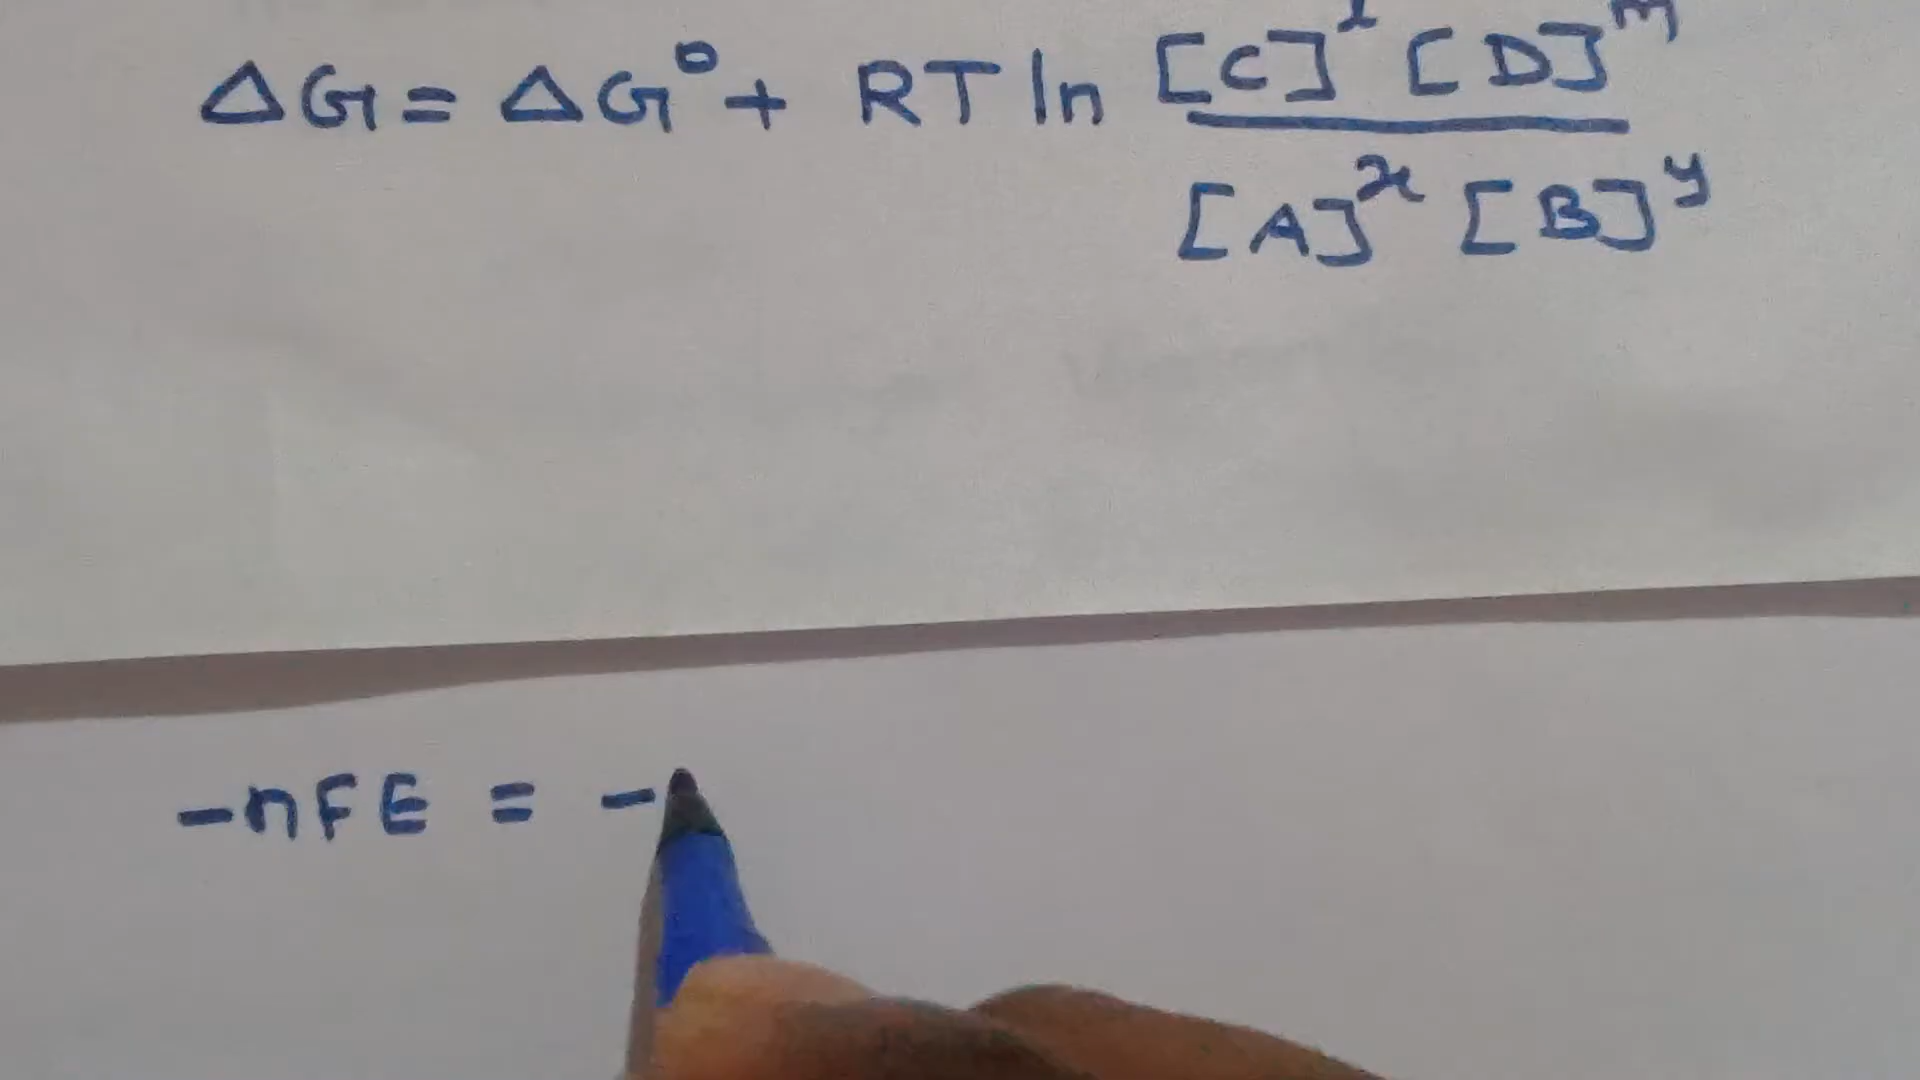 ΔG = ΔG° + RT ln [C]^l [D]^m
[A]^x [B]^y
-nFE = -